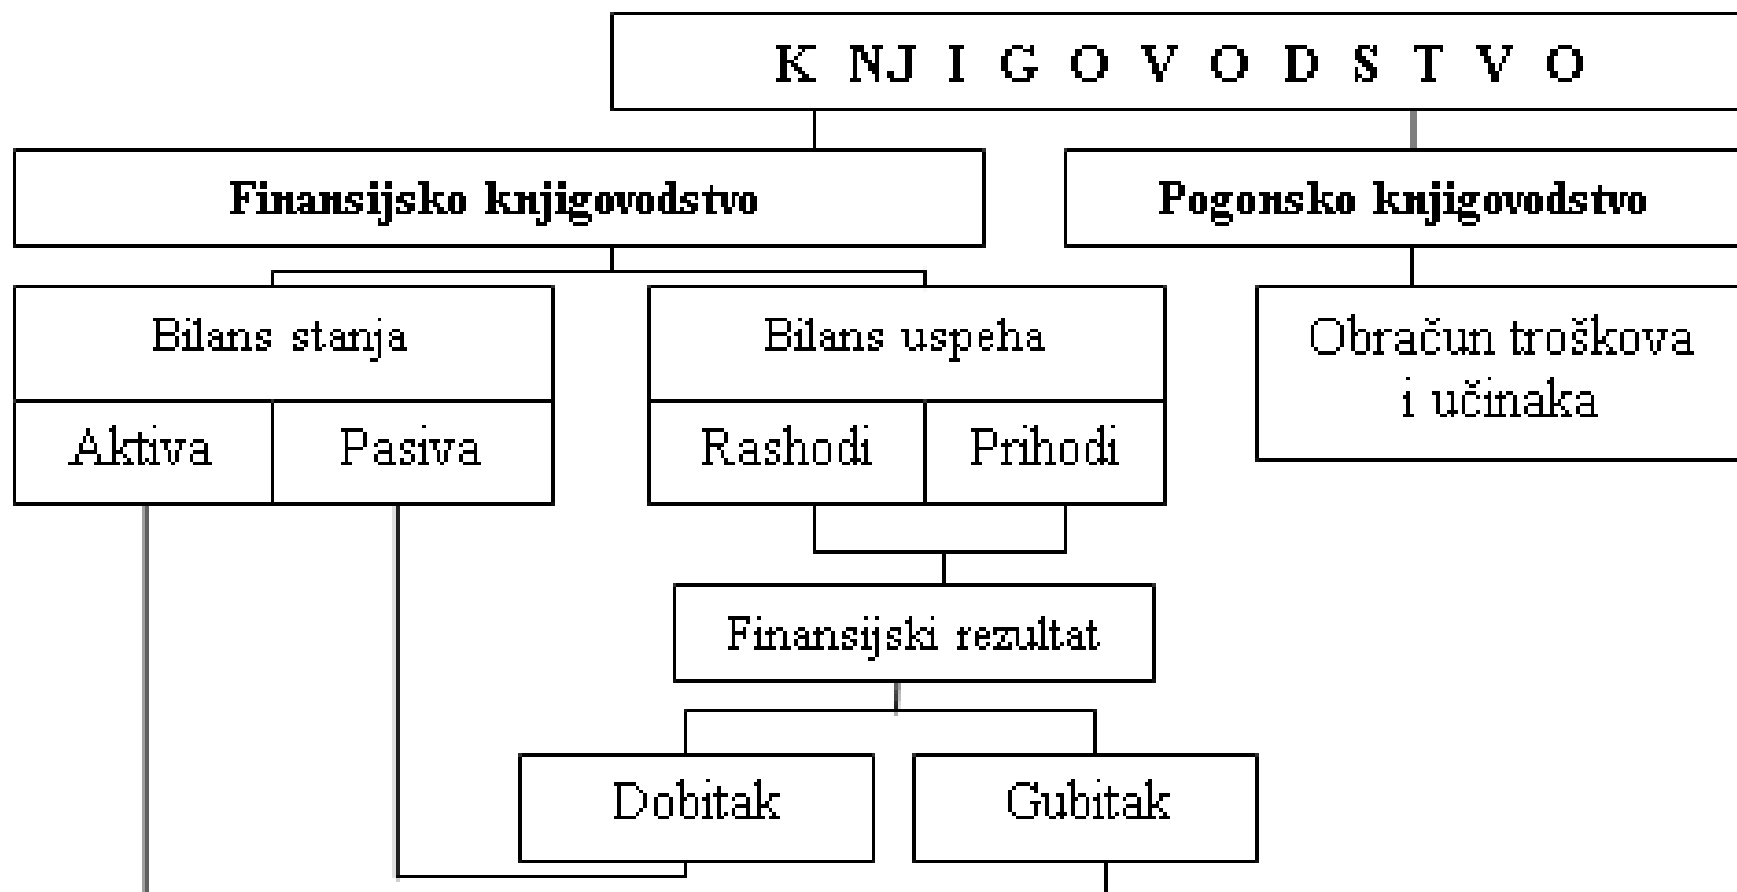 K NJ I G O V O D S T V O
Finansijsko knjigovodstvo
Pogonsko knjigovodstvo
Bilans stanja
Bilans uspeha
Obračun troškova
i učinaka
Aktiva
Pasiva
Rashodi
Prihodi
Finansijski rezultat
Dobitak
Gubitak